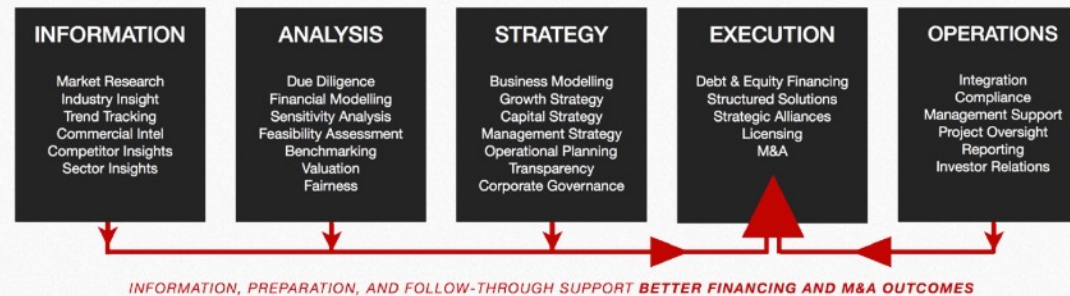 INFORMATION
Market Research
Industry Insight
Trend Tracking
Commercial Intel
Competitor Insights
Sector Insights
ANALYSIS
Due Diligence
Financial Modelling
Sensitivity Analysis
Feasibility Assessment
Benchmarking
Valuation
Fairness
STRATEGY
Business Modelling
Growth Strategy
Capital Strategy
Management Strategy
Operational Planning
Transparency
Corporate Governance
EXECUTION
Debt & Equity Financing
Structured Solutions
Strategic Alliances
Licensing
M&A
OPERATIONS
Integration
Compliance
Management Support
Project Oversight
Reporting
Investor Relations
INFORMATION, PREPARATION, AND FOLLOW-THROUGH SUPPORT BETTER FINANCING AND M&A OUTCOMES